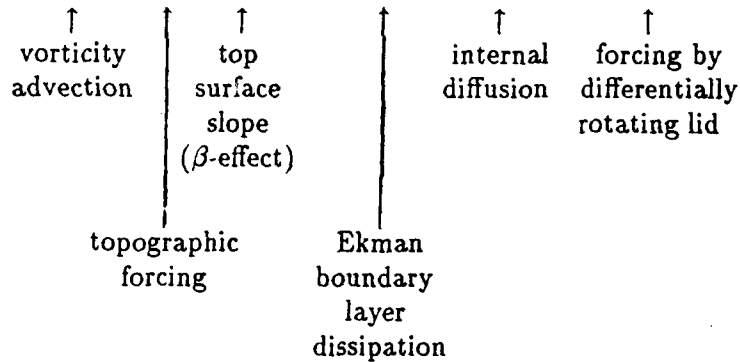 vorticity
advection
top
surface
slope
(β-effect)
internal
diffusion
forcing by
differentially
rotating lid
topographic
forcing
Ekman
boundary
layer
dissipation